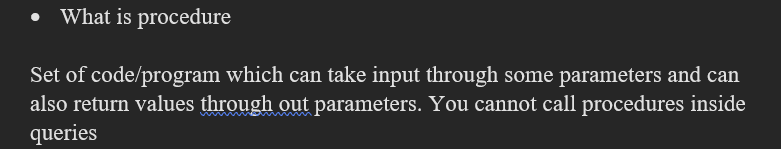 • What is procedure
Set of code/program which can take input through some parameters and can
also return values through out parameters. You cannot call procedures inside
queries